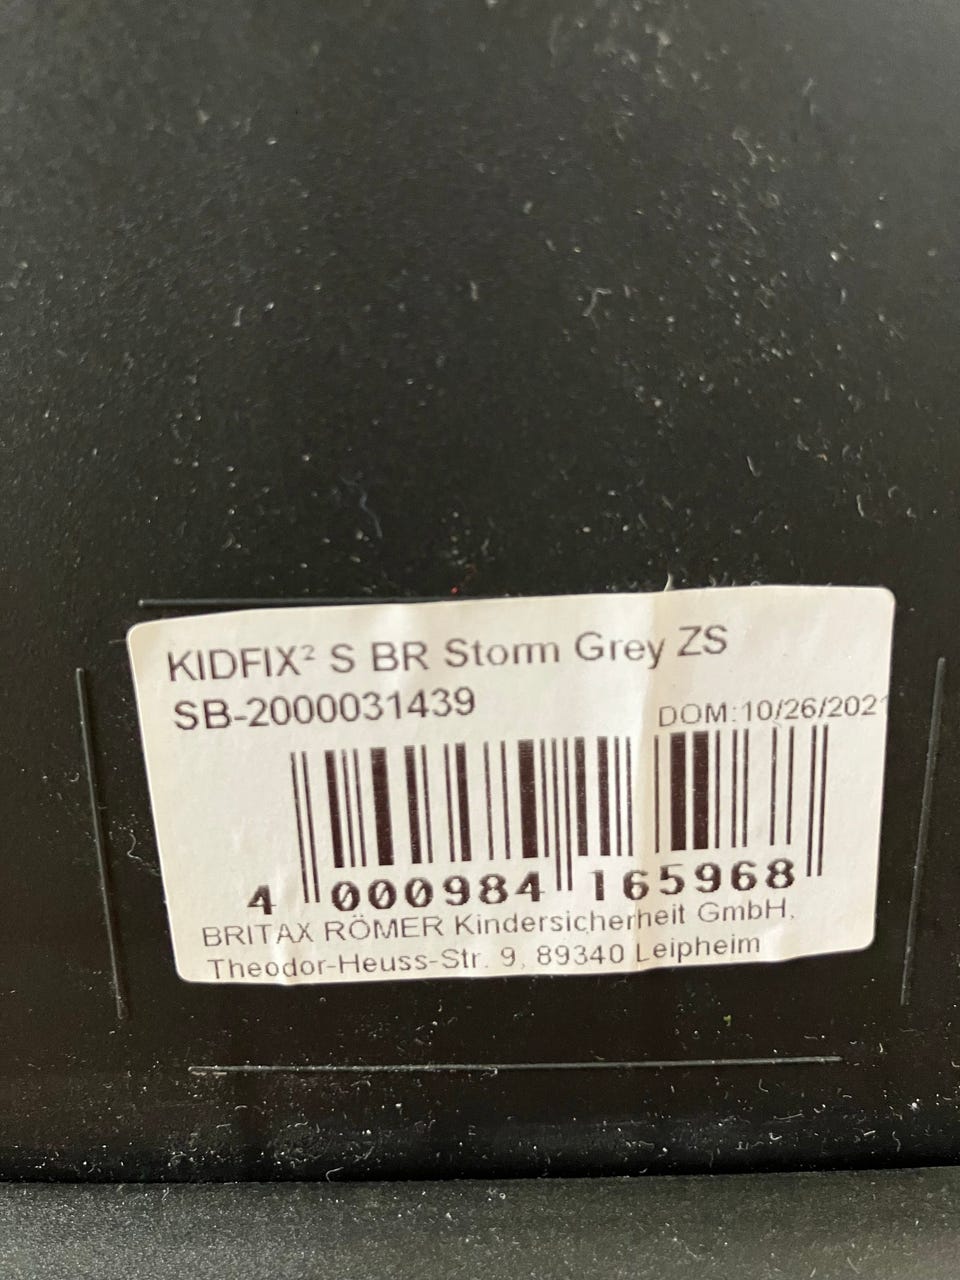 KIDFIX² S BR Storm Grey ZS
SB-2000031439
DOM:10/26/2021
4 000984 165968
BRITAX RÖMER Kindersicherheit GmbH,
Theodor-Heuss-Str. 9, 89340 Leipheim